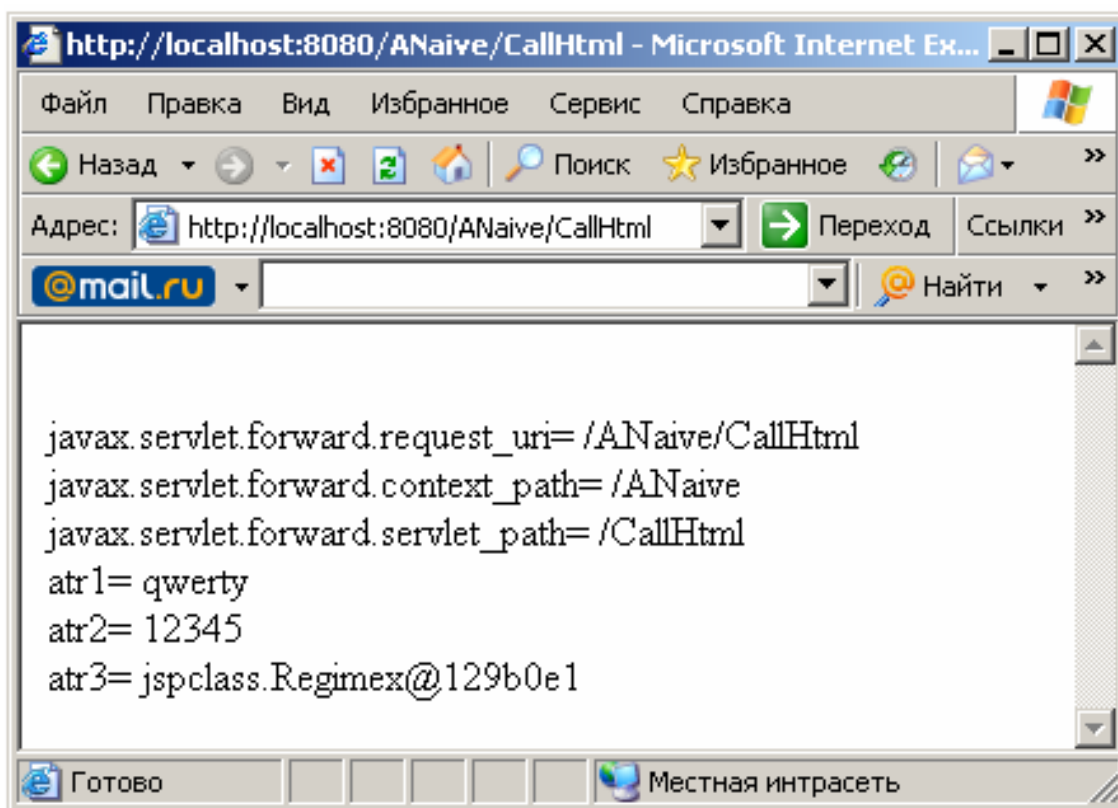 http://localhost:8080/ANaive/CallHtml - Microsoft Internet Ex...
Файл Правка Вид Избранное Сервис Справка
Назад Поиск Избранное »
Адрес: http://localhost:8080/ANaive/CallHtml Переход Ссылки »
@mail.ru Найти »
javax.servlet.forward.request_uri= /ANaive/CallHtml
javax.servlet.forward.context_path= /ANaive
javax.servlet.forward.servlet_path= /CallHtml
atr1= qwerty
atr2= 12345
atr3= jspclass.Regimex@129b0e1
Готово Местная интрасеть